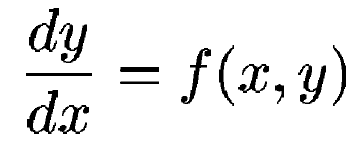 dy/dx = f(x, y)